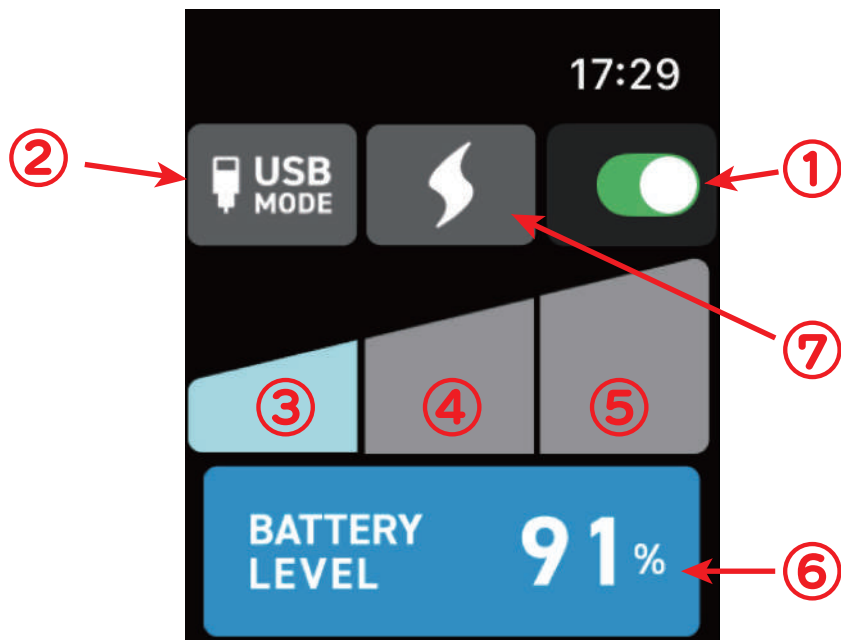 17:29
② USB MODE ①
⑦
③ ④ ⑤
BATTERY
LEVEL
91%
⑥